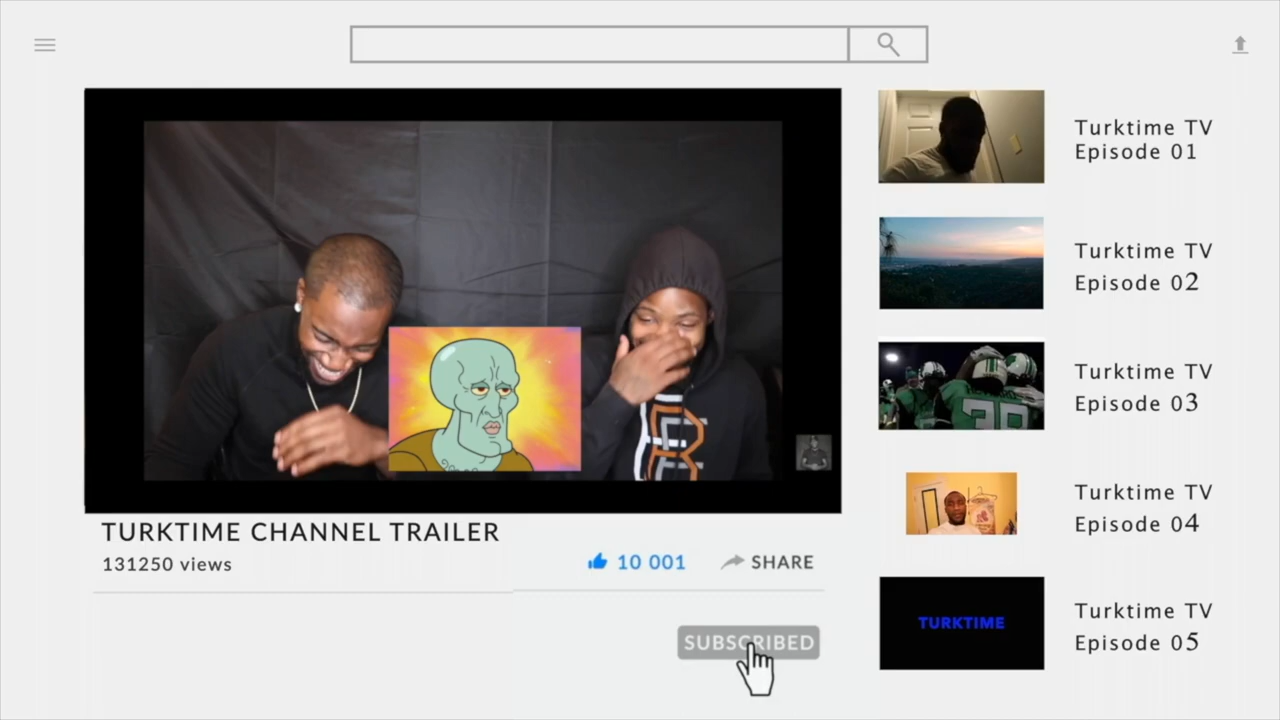 TURKTIME CHANNEL TRAILER
131250 views
10 001
SHARE
SUBSCRIBED
Turktime TV
Episode 01
Turktime TV
Episode 02
39
Turktime TV
Episode 03
Turktime TV
Episode 04
TURKTIME
Turktime TV
Episode 05